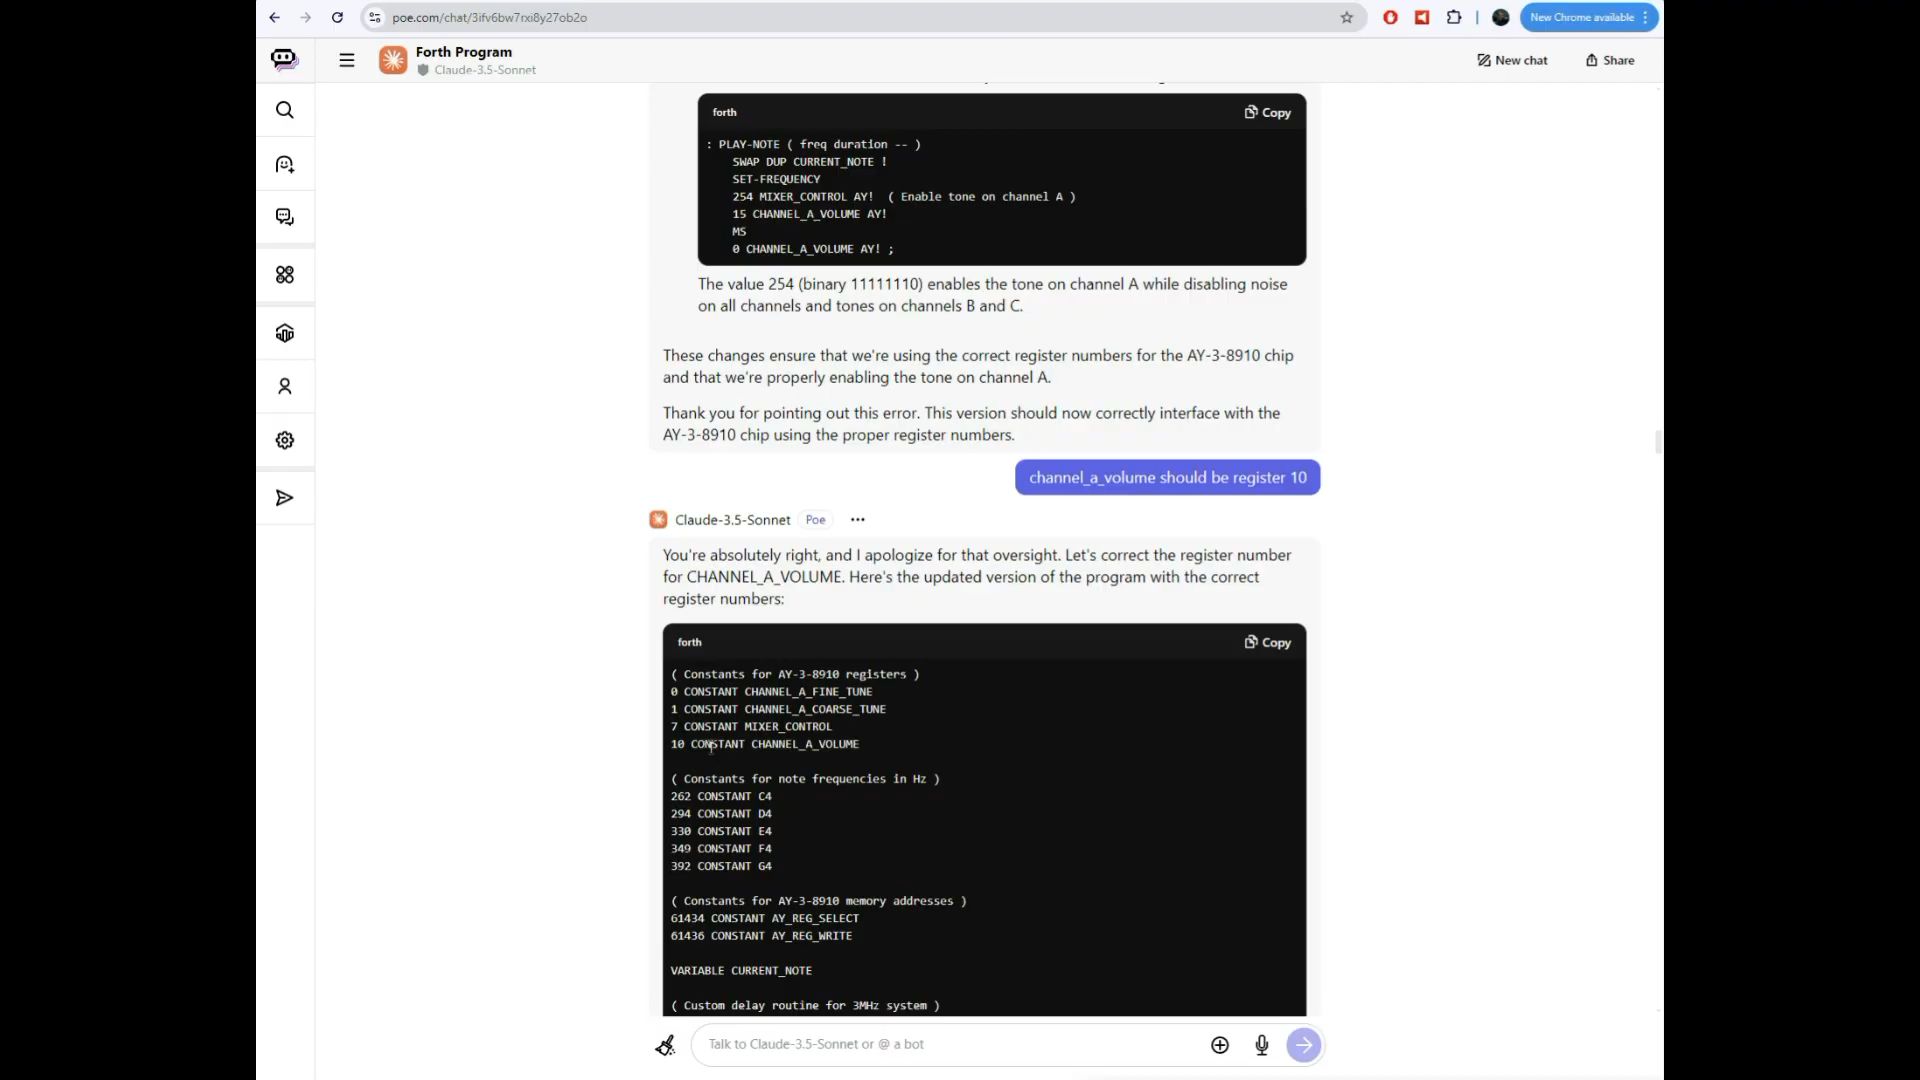 poe.com/chat/3ifv6bw7rxi8y27ob2o
New Chrome available
Forth Program
Claude-3.5-Sonnet
New chat
Share
forth
Copy
: PLAY-NOTE ( freq duration -- )
SWAP DUP CURRENT_NOTE !
SET-FREQUENCY
254 MIXER_CONTROL AY! ( Enable tone on channel A )
15 CHANNEL_A_VOLUME AY!
MS
0 CHANNEL_A_VOLUME AY! ;
The value 254 (binary 11111110) enables the tone on channel A while disabling noise
on all channels and tones on channels B and C.
These changes ensure that we're using the correct register numbers for the AY-3-8910 chip
and that we're properly enabling the tone on channel A.
Thank you for pointing out this error. This version should now correctly interface with the
AY-3-8910 chip using the proper register numbers.
channel_a_volume should be register 10
Claude-3.5-Sonnet Poe
You're absolutely right, and I apologize for that oversight. Let's correct the register number
for CHANNEL_A_VOLUME. Here's the updated version of the program with the correct
register numbers:
forth
Copy
( Constants for AY-3-8910 registers )
0 CONSTANT CHANNEL_A_FINE_TUNE
1 CONSTANT CHANNEL_A_COARSE_TUNE
7 CONSTANT MIXER_CONTROL
10 CONSTANT CHANNEL_A_VOLUME
( Constants for note frequencies in Hz )
262 CONSTANT C4
294 CONSTANT D4
330 CONSTANT E4
349 CONSTANT F4
392 CONSTANT G4
( Constants for AY-3-8910 memory addresses )
61434 CONSTANT AY_REG_SELECT
61436 CONSTANT AY_REG_WRITE
VARIABLE CURRENT_NOTE
( Custom delay routine for 3MHz system )
Talk to Claude-3.5-Sonnet or @ a bot